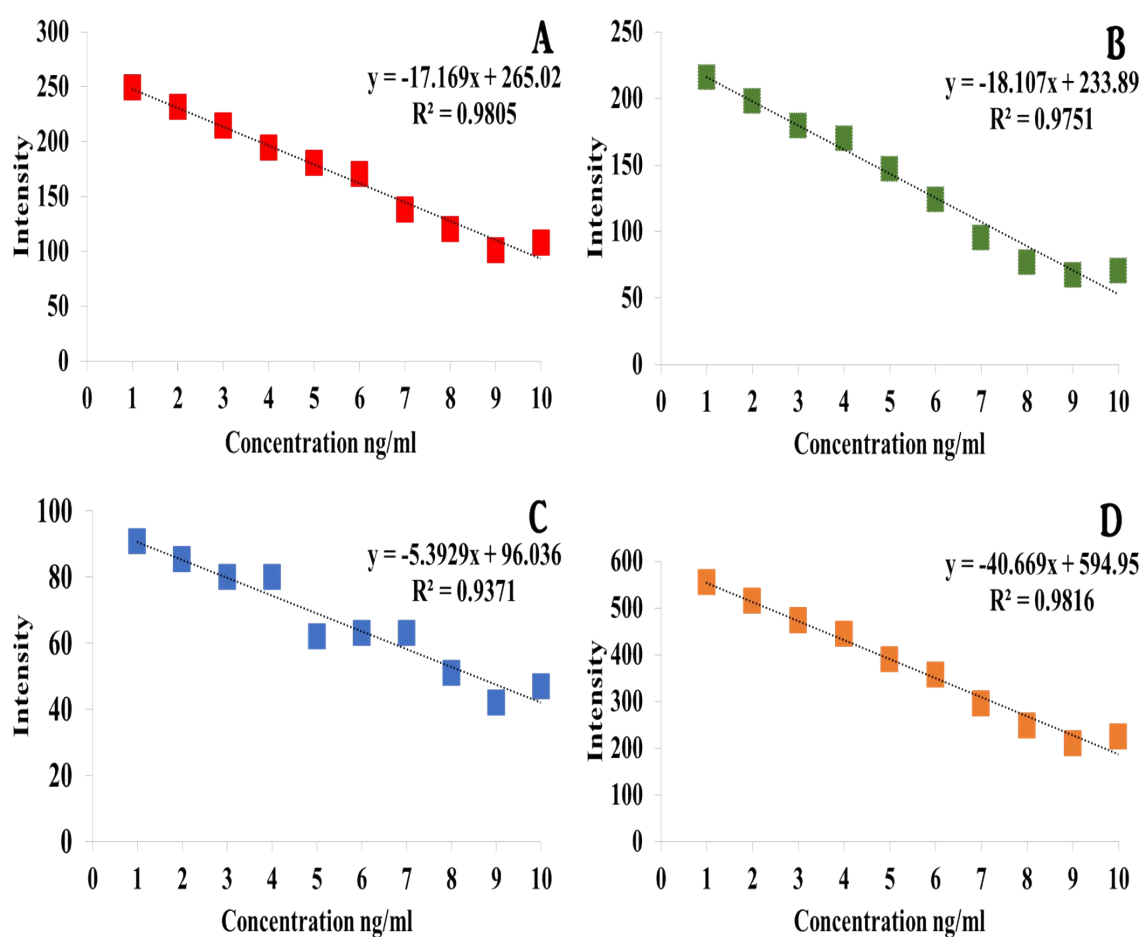 A
y = -17.169x + 265.02
R² = 0.9805
300
250
200
150
100
50
0
Intensity
0 1 2 3 4 5 6 7 8 9 10
Concentration ng/ml
B
y = -18.107x + 233.89
R² = 0.9751
250
200
150
100
50
0
Intensity
0 1 2 3 4 5 6 7 8 9 10
Concentration ng/ml
C
y = -5.3929x + 96.036
R² = 0.9371
100
80
60
40
20
0
Intensity
0 1 2 3 4 5 6 7 8 9 10
Concentration ng/ml
D
y = -40.669x + 594.95
R² = 0.9816
600
500
400
300
200
100
0
Intensity
0 1 2 3 4 5 6 7 8 9 10
Concentration ng/ml